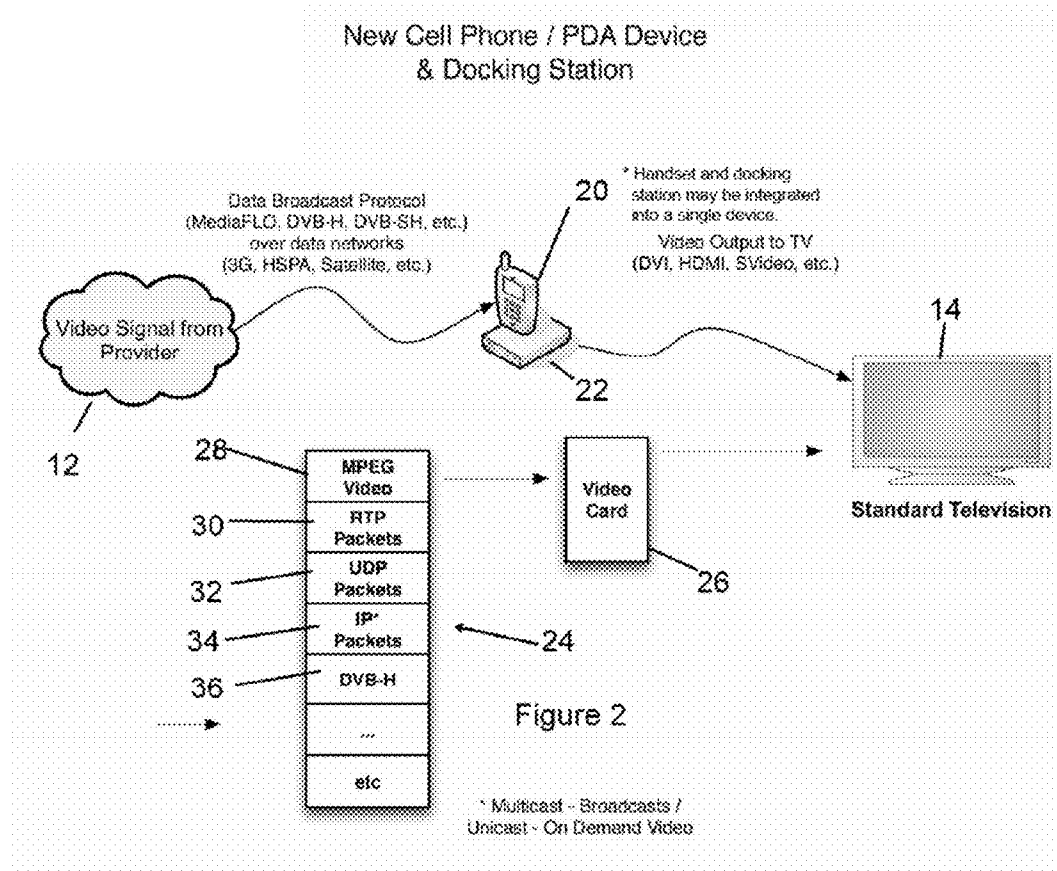 New Cell Phone / PDA Device
& Docking Station
Data Broadcast Protocol
(MediaFLO, DVB-H, DVB-SH, etc.)
over data networks
(3G, HSPA, Satellite, etc.)
20
* Handset and docking
station may be integrated
into a single device.
Video Output to TV
(DVI, HDMI, SVideo, etc.)
Video Signal from
Provider
12
22
14
Standard Television
28
MPEG
Video
30
RTP
Packets
32
UDP
Packets
34
IP*
Packets
36
DVB-H
...
etc
24
Video
Card
26
Figure 2
* Multicast - Broadcasts /
Unicast - On Demand Video